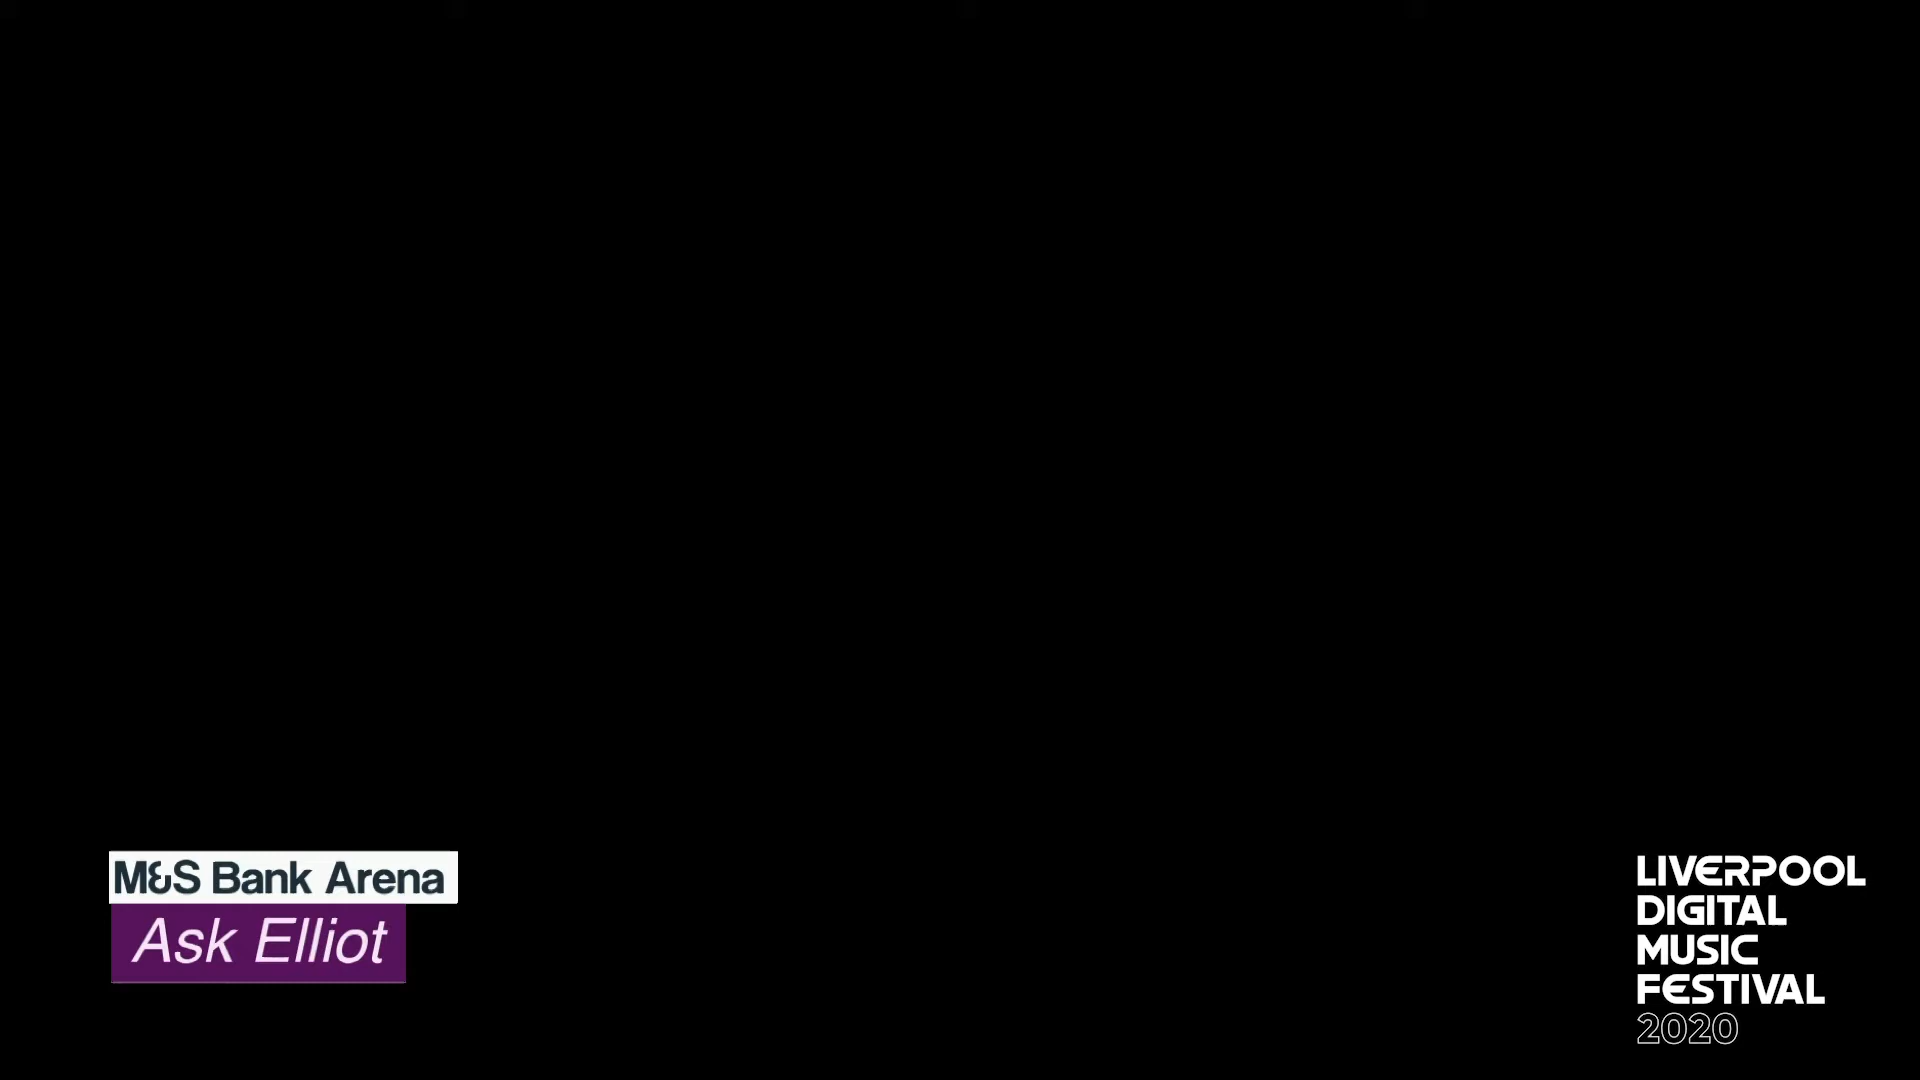 M&S Bank Arena
Ask Elliot
LIVERPOOL
DIGITAL
MUSIC
FESTIVAL
2020